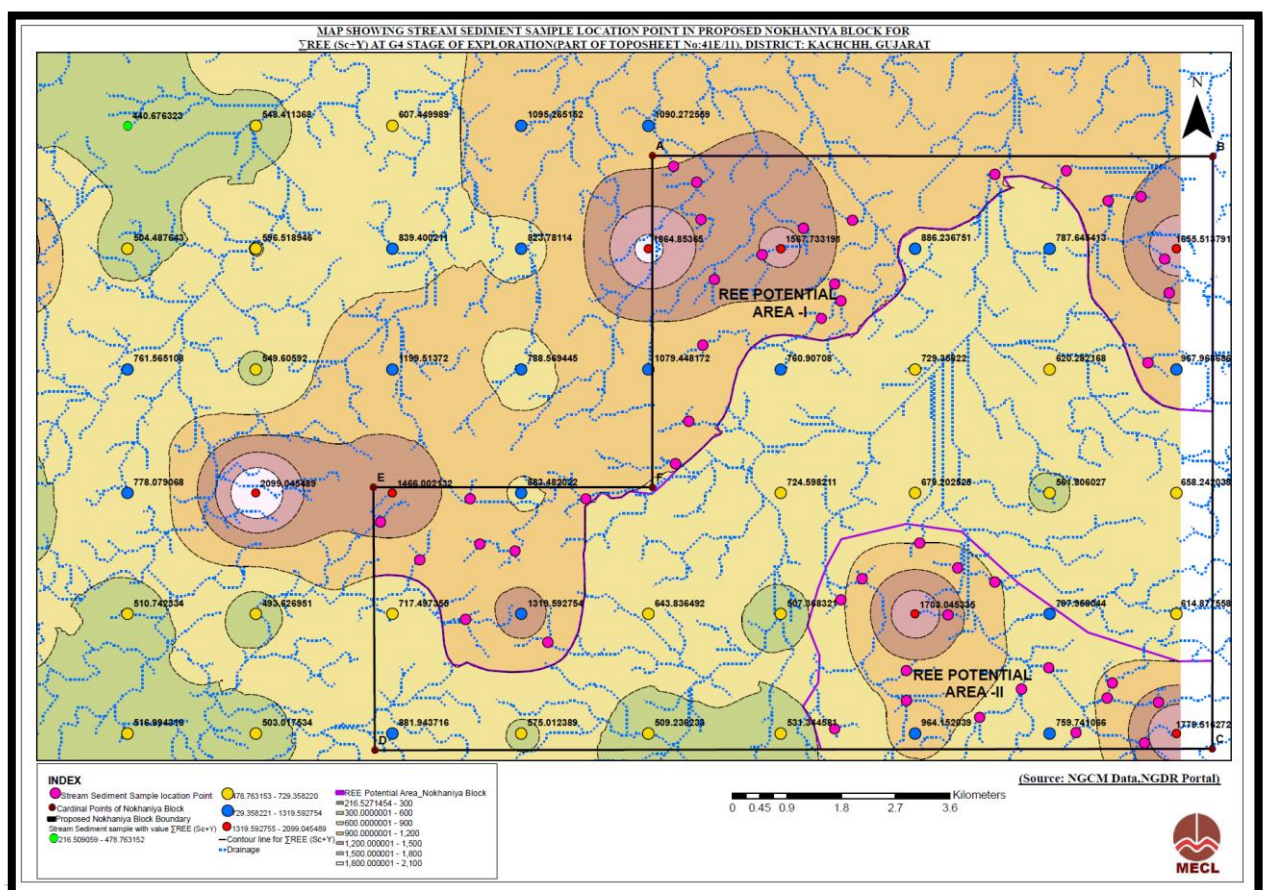 MAP SHOWING STREAM SEDIMENT SAMPLE LOCATION POINT IN PROPOSED NOKHANIYA BLOCK FOR
∑REE (Sc+Y) AT G4 STAGE OF EXPLORATION(PART OF TOPOSHEET No:41E/11), DISTRICT: KACHCHH, GUJARAT
N
440.676323 548.411368 607.449989 1095.265152 1090.272559
A B
504.487643 596.518946 839.400211 823.78114 1864.85365 1567.733198 886.236751 787.645413 1655.513791
REE POTENTIAL
AREA -I
761.565108 549.60592 1199.51372 788.569445 1079.448172 760.90708 729.35822 620.282168 967.968686
E F
778.079068 2099.045489 1466.002132 883.482022 724.598211 679.202525 561.806027 658.242038
510.742334 493.626951 717.497356 1319.592754 643.836492 507.368321 1708.045335 797.956044 614.877558
REE POTENTIAL
AREA -II
516.994316 503.017534 881.943716 575.012389 509.236233 531.344581 964.152939 759.741066 1779.516272
D C
INDEX
Stream Sediment Sample location Point
Cardinal Points of Nokhaniya Block
Proposed Nokhaniya Block Boundary
Stream Sediment sample with value ∑REE (Sc+Y)
216.509059 - 478.763152
478.763153 - 729.358220
729.358221 - 1319.592754
1319.592755 - 2099.045489
Contour line for ∑REE (Sc+Y)
Drainage
REE Potential Area_Nokhaniya Block
216.5271454 - 300
300.0000001 - 600
600.0000001 - 900
900.0000001 - 1,200
1,200.000001 - 1,500
1,500.000001 - 1,800
1,800.000001 - 2,100
(Source: NGCM Data,NGDR Portal)
Kilometers
0 0.45 0.9 1.8 2.7 3.6
MECL